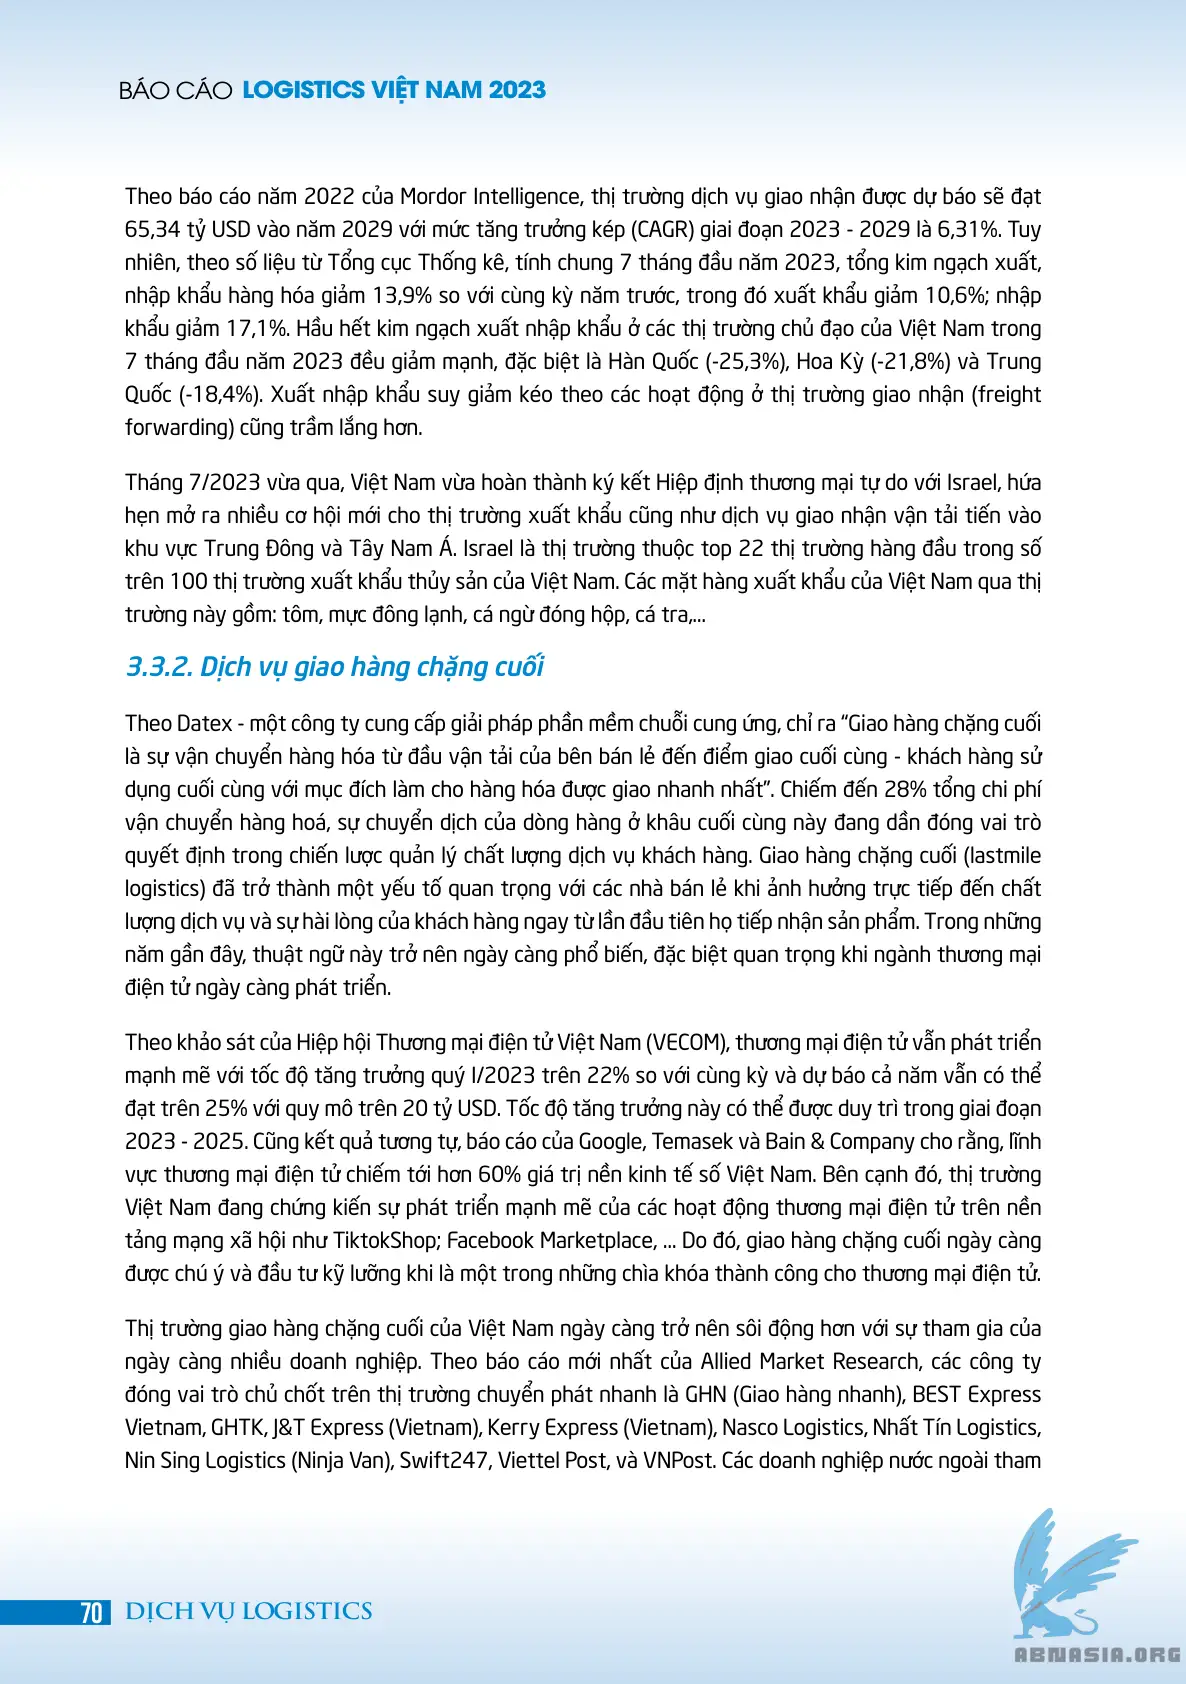 BÁO CÁO LOGISTICS VIỆT NAM 2023
Theo báo cáo năm 2022 của Mordor Intelligence, thị trường dịch vụ giao nhận được dự báo sẽ đạt
65,34 tỷ USD vào năm 2029 với mức tăng trưởng kép (CAGR) giai đoạn 2023 - 2029 là 6,31%. Tuy
nhiên, theo số liệu từ Tổng cục Thống kê, tính chung 7 tháng đầu năm 2023, tổng kim ngạch xuất,
nhập khẩu hàng hóa giảm 13,9% so với cùng kỳ năm trước, trong đó xuất khẩu giảm 10,6%; nhập
khẩu giảm 17,1%. Hầu hết kim ngạch xuất nhập khẩu ở các thị trường chủ đạo của Việt Nam trong
7 tháng đầu năm 2023 đều giảm mạnh, đặc biệt là Hàn Quốc (-25,3%), Hoa Kỳ (-21,8%) và Trung
Quốc (-18,4%). Xuất nhập khẩu suy giảm kéo theo các hoạt động ở thị trường giao nhận (freight
forwarding) cũng trầm lắng hơn.
Tháng 7/2023 vừa qua, Việt Nam vừa hoàn thành ký kết Hiệp định thương mại tự do với Israel, hứa
hẹn mở ra nhiều cơ hội mới cho thị trường xuất khẩu cũng như dịch vụ giao nhận vận tải tiến vào
khu vực Trung Đông và Tây Nam Á. Israel là thị trường thuộc top 22 thị trường hàng đầu trong số
trên 100 thị trường xuất khẩu thủy sản của Việt Nam. Các mặt hàng xuất khẩu của Việt Nam qua thị
trường này gồm: tôm, mực đông lạnh, cá ngừ đóng hộp, cá tra,...
3.3.2. Dịch vụ giao hàng chặng cuối
Theo Datex - một công ty cung cấp giải pháp phần mềm chuỗi cung ứng, chỉ ra “Giao hàng chặng cuối
là sự vận chuyển hàng hóa từ đầu vận tải của bên bán lẻ đến điểm giao cuối cùng - khách hàng sử
dụng cuối cùng với mục đích làm cho hàng hóa được giao nhanh nhất”. Chiếm đến 28% tổng chi phí
vận chuyển hàng hoá, sự chuyển dịch của dòng hàng ở khâu cuối cùng này đang dần đóng vai trò
quyết định trong chiến lược quản lý chất lượng dịch vụ khách hàng. Giao hàng chặng cuối (lastmile
logistics) đã trở thành một yếu tố quan trọng với các nhà bán lẻ khi ảnh hưởng trực tiếp đến chất
lượng dịch vụ và sự hài lòng của khách hàng ngay từ lần đầu tiên họ tiếp nhận sản phẩm. Trong những
năm gần đây, thuật ngữ này trở nên ngày càng phổ biến, đặc biệt quan trọng khi ngành thương mại
điện tử ngày càng phát triển.
Theo khảo sát của Hiệp hội Thương mại điện tử Việt Nam (VECOM), thương mại điện tử vẫn phát triển
mạnh mẽ với tốc độ tăng trưởng quý I/2023 trên 22% so với cùng kỳ và dự báo cả năm vẫn có thể
đạt trên 25% với quy mô trên 20 tỷ USD. Tốc độ tăng trưởng này có thể được duy trì trong giai đoạn
2023 - 2025. Cũng kết quả tương tự, báo cáo của Google, Temasek và Bain & Company cho rằng, lĩnh
vực thương mại điện tử chiếm tới hơn 60% giá trị nền kinh tế số Việt Nam. Bên cạnh đó, thị trường
Việt Nam đang chứng kiến sự phát triển mạnh mẽ của các hoạt động thương mại điện tử trên nền
tảng mạng xã hội như TiktokShop; Facebook Marketplace, ... Do đó, giao hàng chặng cuối ngày càng
được chú ý và đầu tư kỹ lưỡng khi là một trong những chìa khóa thành công cho thương mại điện tử.
Thị trường giao hàng chặng cuối của Việt Nam ngày càng trở nên sôi động hơn với sự tham gia của
ngày càng nhiều doanh nghiệp. Theo báo cáo mới nhất của Allied Market Research, các công ty
đóng vai trò chủ chốt trên thị trường chuyển phát nhanh là GHN (Giao hàng nhanh), BEST Express
Vietnam, GHTK, J&T Express (Vietnam), Kerry Express (Vietnam), Nasco Logistics, Nhất Tín Logistics,
Nin Sing Logistics (Ninja Van), Swift247, Viettel Post, và VNPost. Các doanh nghiệp nước ngoài tham
70 DỊCH VỤ LOGISTICS
ABNASIA.ORG